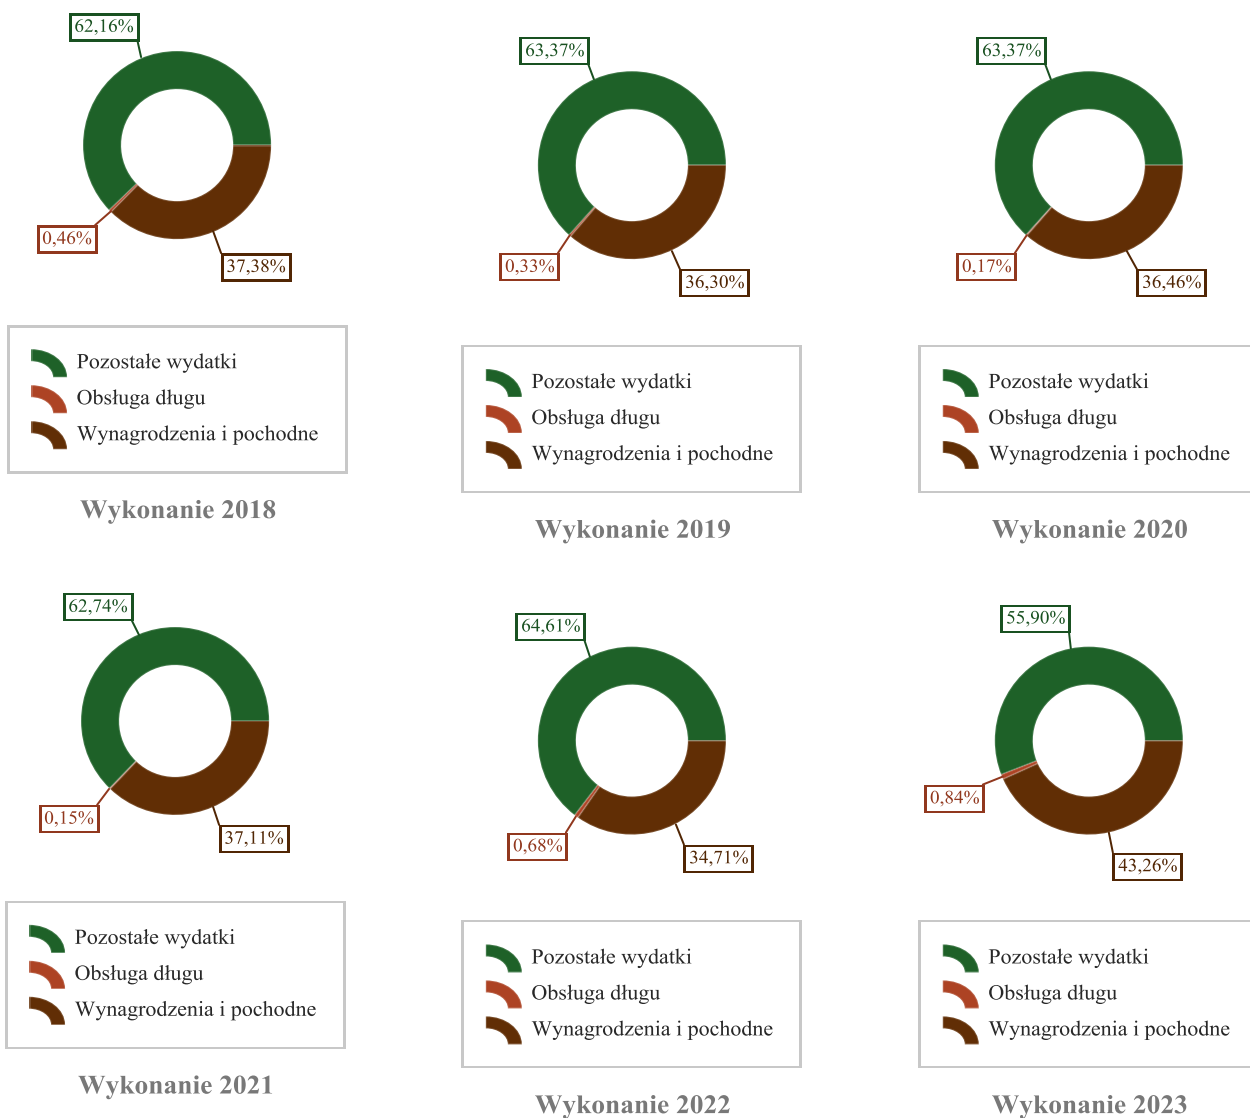 62,16%
0,46%
37,38%
Pozostałe wydatki
Obsługa długu
Wynagrodzenia i pochodne
Wykonanie 2018
63,37%
0,33%
36,30%
Pozostałe wydatki
Obsługa długu
Wynagrodzenia i pochodne
Wykonanie 2019
63,37%
0,17%
36,46%
Pozostałe wydatki
Obsługa długu
Wynagrodzenia i pochodne
Wykonanie 2020
62,74%
0,15%
37,11%
Pozostałe wydatki
Obsługa długu
Wynagrodzenia i pochodne
Wykonanie 2021
64,61%
0,68%
34,71%
Pozostałe wydatki
Obsługa długu
Wynagrodzenia i pochodne
Wykonanie 2022
55,90%
0,84%
43,26%
Pozostałe wydatki
Obsługa długu
Wynagrodzenia i pochodne
Wykonanie 2023